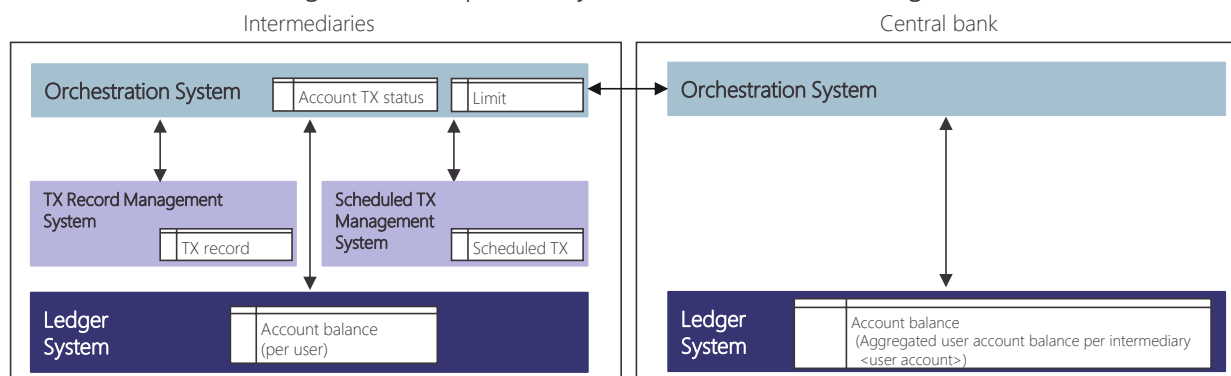 Intermediaries
Central bank
Orchestration System
Account TX status
Limit
Orchestration System
TX Record Management
System
TX record
Scheduled TX
Management
System
Scheduled TX
Ledger
System
Account balance
(per user)
Ledger
System
Account balance
(Aggregated user account balance per intermediary
<user account>)